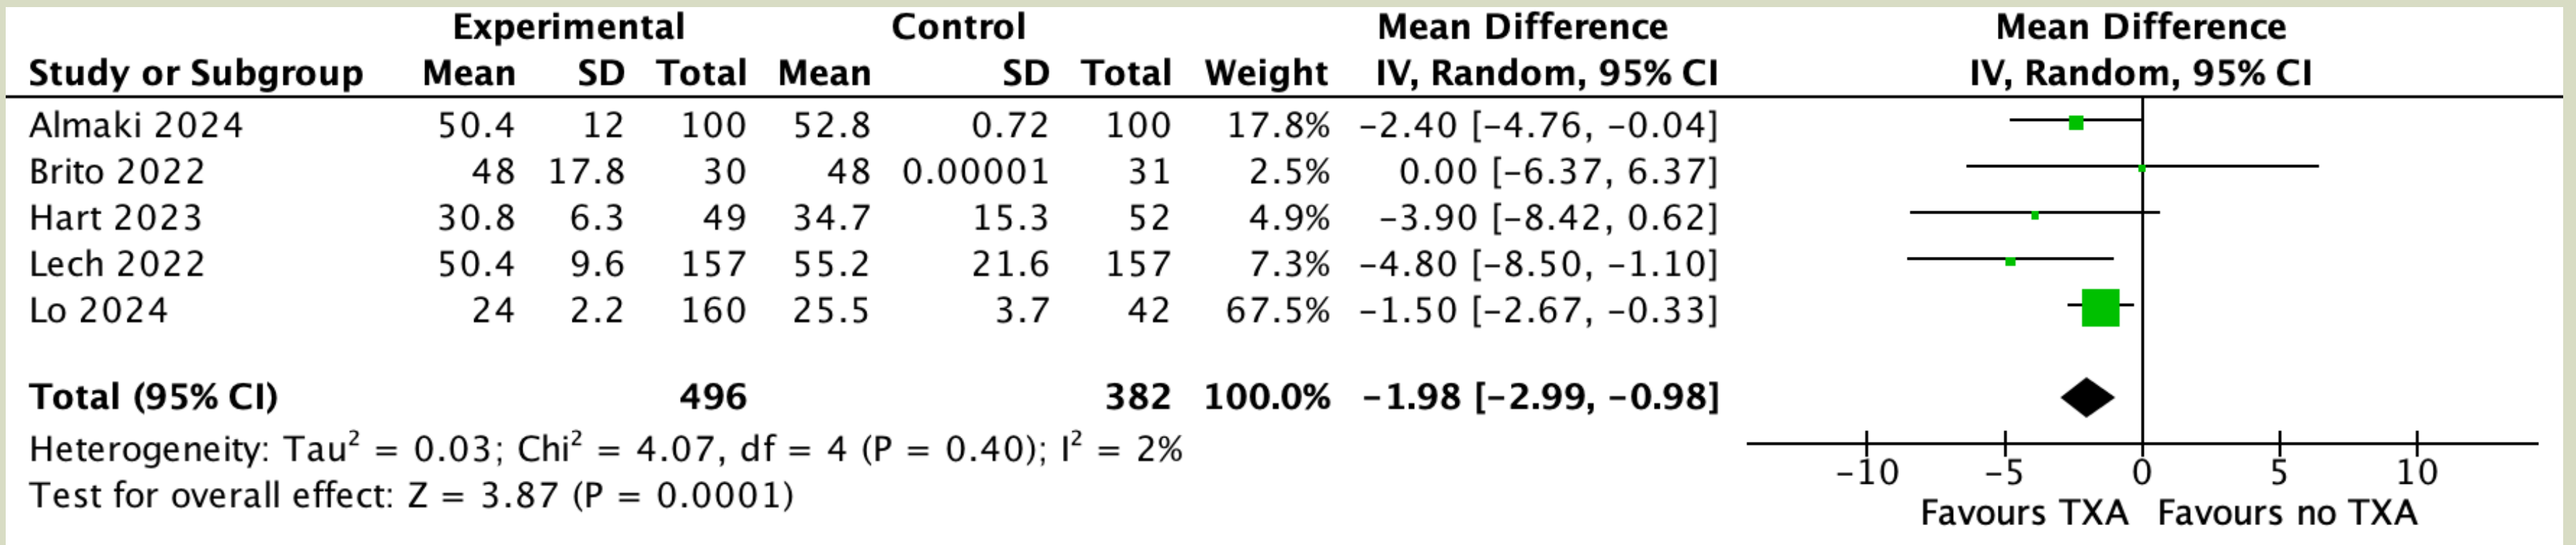 Experimental Control Mean Difference Mean Difference
Study or Subgroup Mean SD Total Mean SD Total Weight IV, Random, 95% CI IV, Random, 95% CI
Almaki 2024 50.4 12 100 52.8 0.72 100 17.8% −2.40 [−4.76, −0.04]
Brito 2022 48 17.8 30 48 0.00001 31 2.5% 0.00 [−6.37, 6.37]
Hart 2023 30.8 6.3 49 34.7 15.3 52 4.9% −3.90 [−8.42, 0.62]
Lech 2022 50.4 9.6 157 55.2 21.6 157 7.3% −4.80 [−8.50, −1.10]
Lo 2024 24 2.2 160 25.5 3.7 42 67.5% −1.50 [−2.67, −0.33]
Total (95% CI) 496 382 100.0% −1.98 [−2.99, −0.98]
Heterogeneity: Tau² = 0.03; Chi² = 4.07, df = 4 (P = 0.40); I² = 2%
Test for overall effect: Z = 3.87 (P = 0.0001)
−10 −5 0 5 10
Favours TXA Favours no TXA